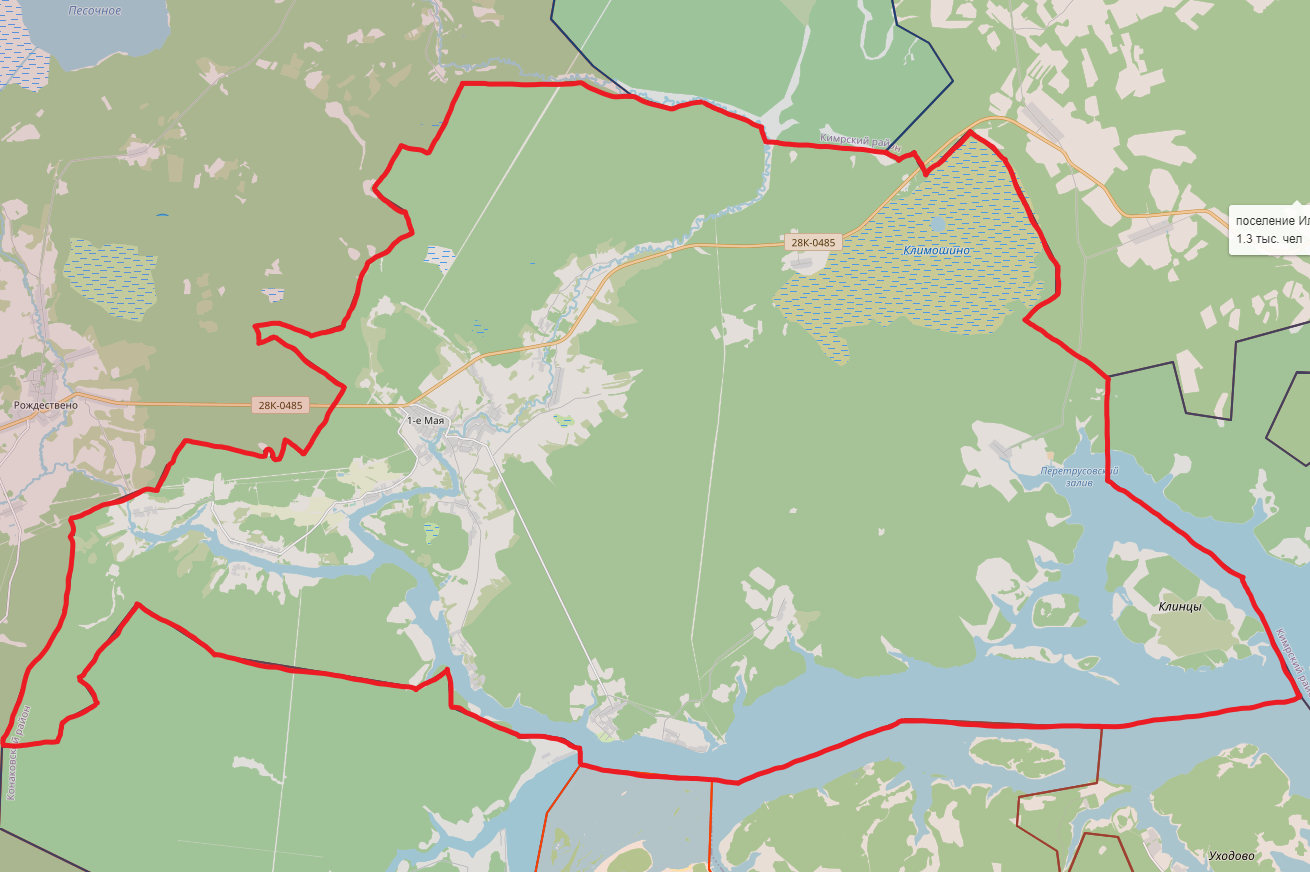 Песочное
Кимрский район
поселение Ил
1.3 тыс. чел
28К-0485
Климошино
28К-0485
Рождествено
1-е Мая
Перетрусовский
залив
Клинцы
Кимрский рай
Конаковский район
Уходово